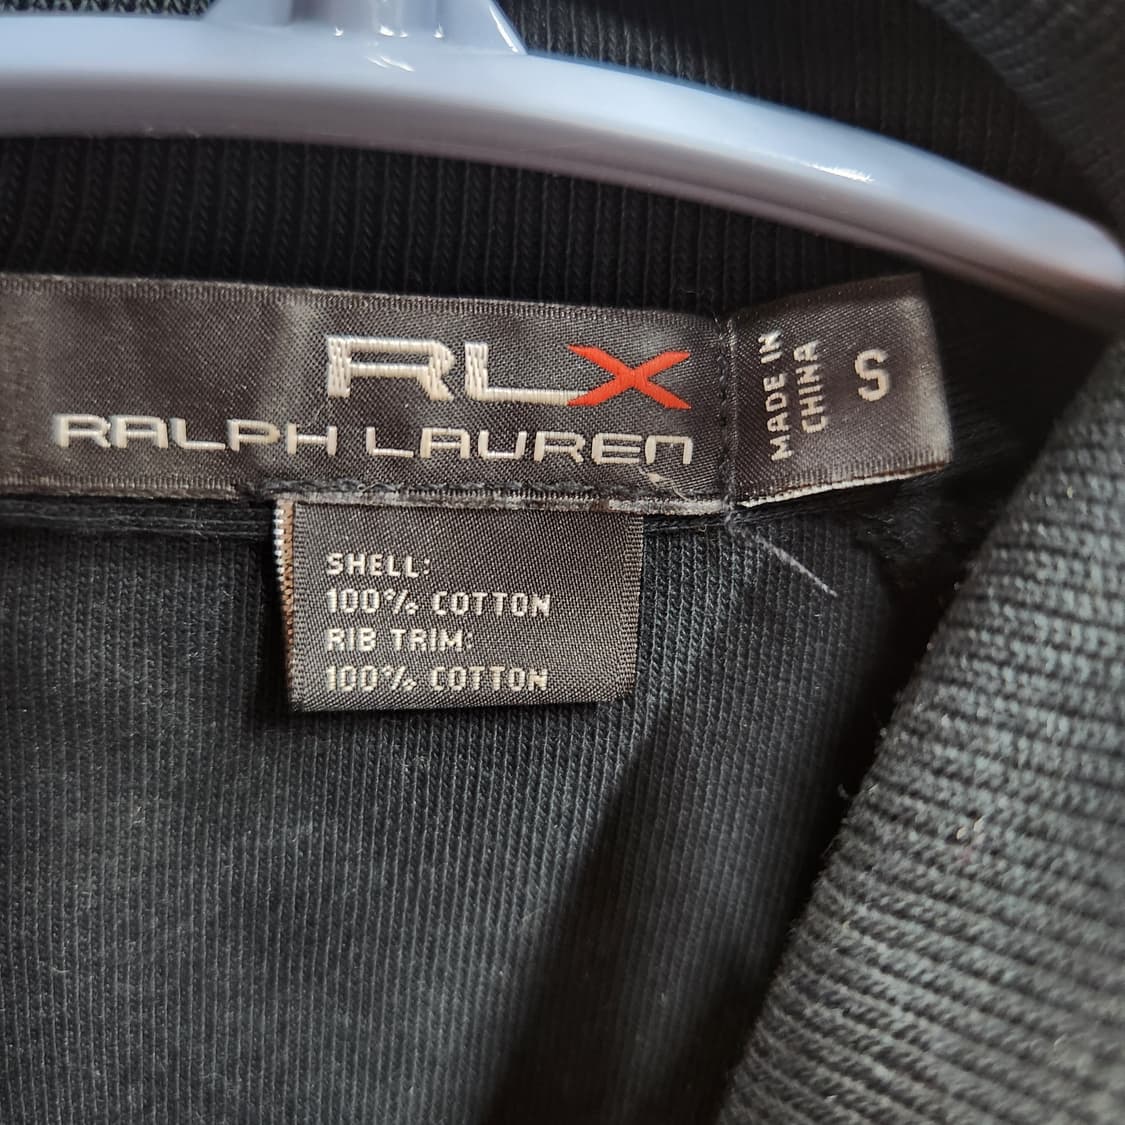 RLX
RALPH LAUREN
MADE IN
CHINA
S
SHELL:
100% COTTON
RIB TRIM:
100% COTTON